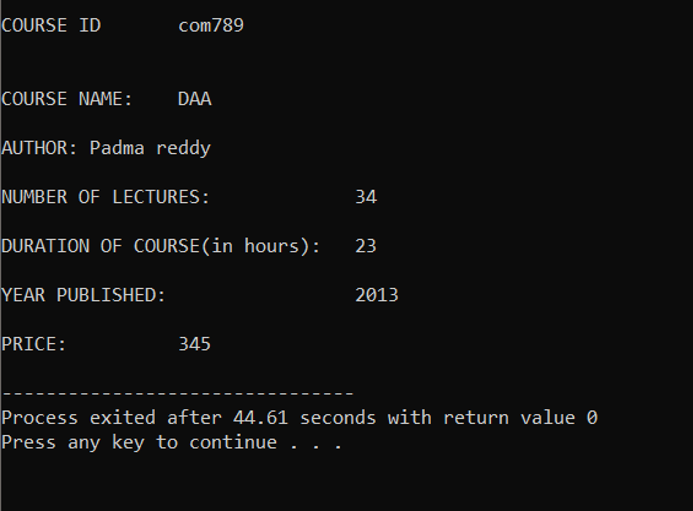 COURSE ID com789
COURSE NAME: DAA
AUTHOR: Padma reddy
NUMBER OF LECTURES: 34
DURATION OF COURSE(in hours): 23
YEAR PUBLISHED: 2013
PRICE: 345
--------------------------------
Process exited after 44.61 seconds with return value 0
Press any key to continue . . .